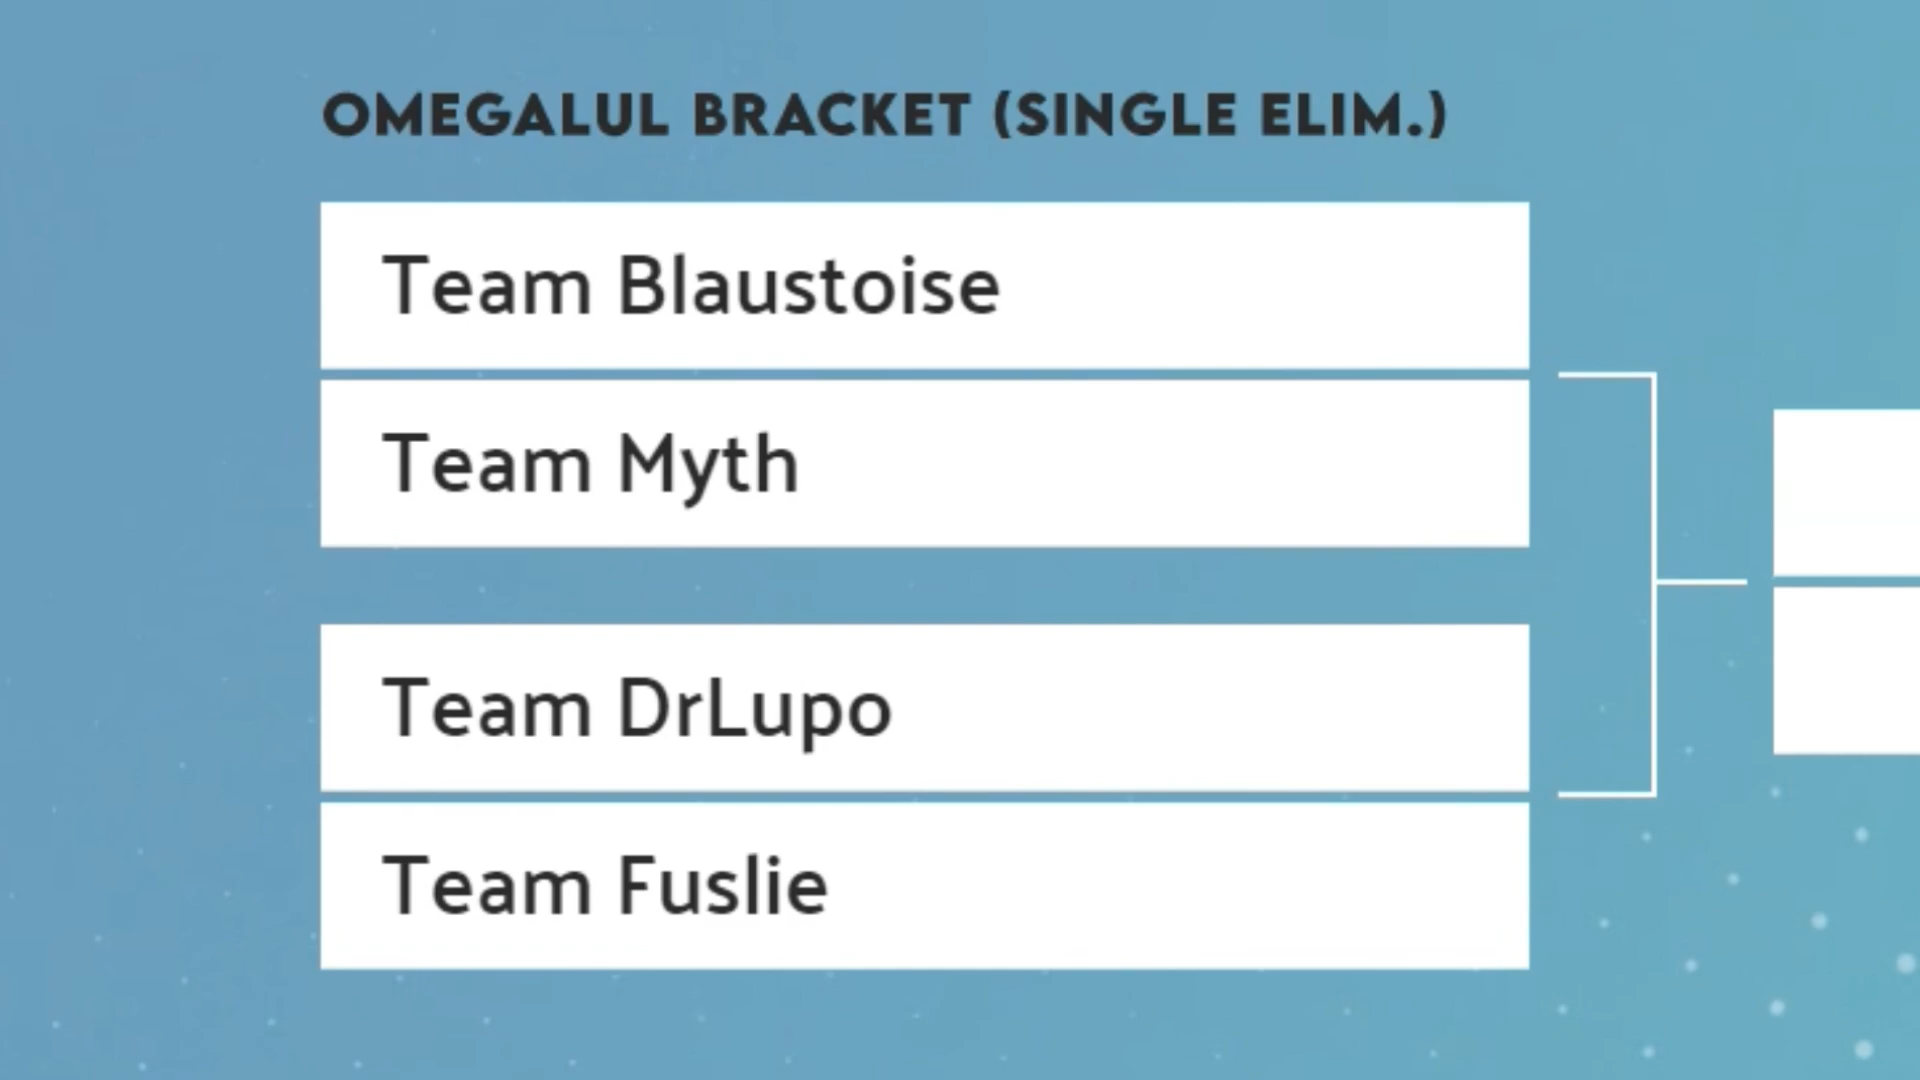 OMEGALUL BRACKET (SINGLE ELIM.)
Team Blaustoise
Team Myth
Team DrLupo
Team Fuslie